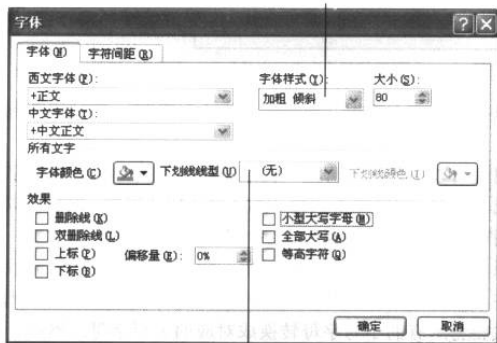 字体
字体(N) 字符间距(R)
西文字体(F): 字体样式(Y): 大小(S):
+正文 加粗 倾斜 60
中文字体(T):
+中文正文
所有文字
字体颜色(C) 下划线线型(U) (无) 下划线颜色(I)
效果
删除线(K) 小型大写字母(M)
双删除线(L) 全部大写(A)
上标(P) 偏移量(E): 0% 等高字符(Q)
下标(B)
确定 取消